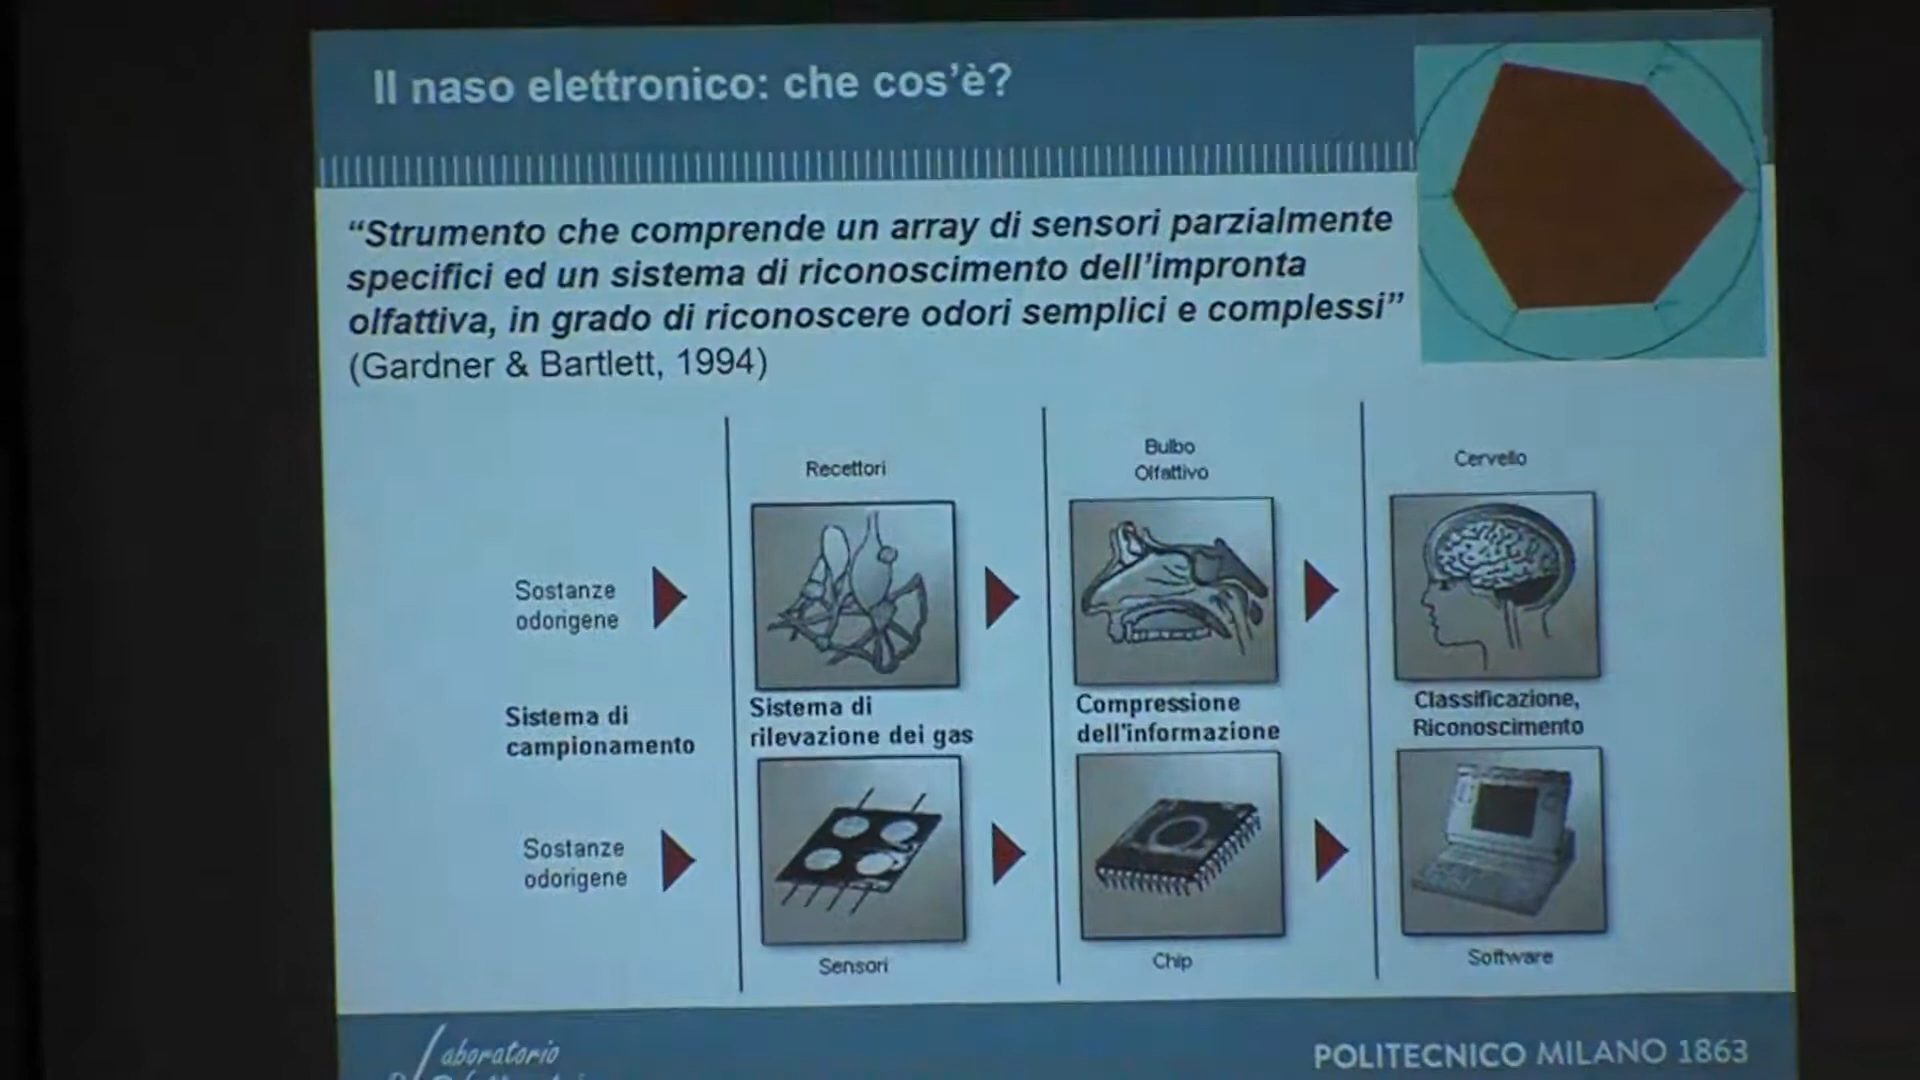 Il naso elettronico: che cos'è?
“Strumento che comprende un array di sensori parzialmente
specifici ed un sistema di riconoscimento dell'impronta
olfattiva, in grado di riconoscere odori semplici e complessi”
(Gardner & Bartlett, 1994)
Recettori
Bulbo
Olfattivo
Cervello
Sostanze
odorigene
Sistema di
campionamento
Sistema di
rilevazione dei gas
Compressione
dell'informazione
Classificazione,
Riconoscimento
Sostanze
odorigene
Sensori
Chip
Software
Laboratorio
POLITECNICO MILANO 1863